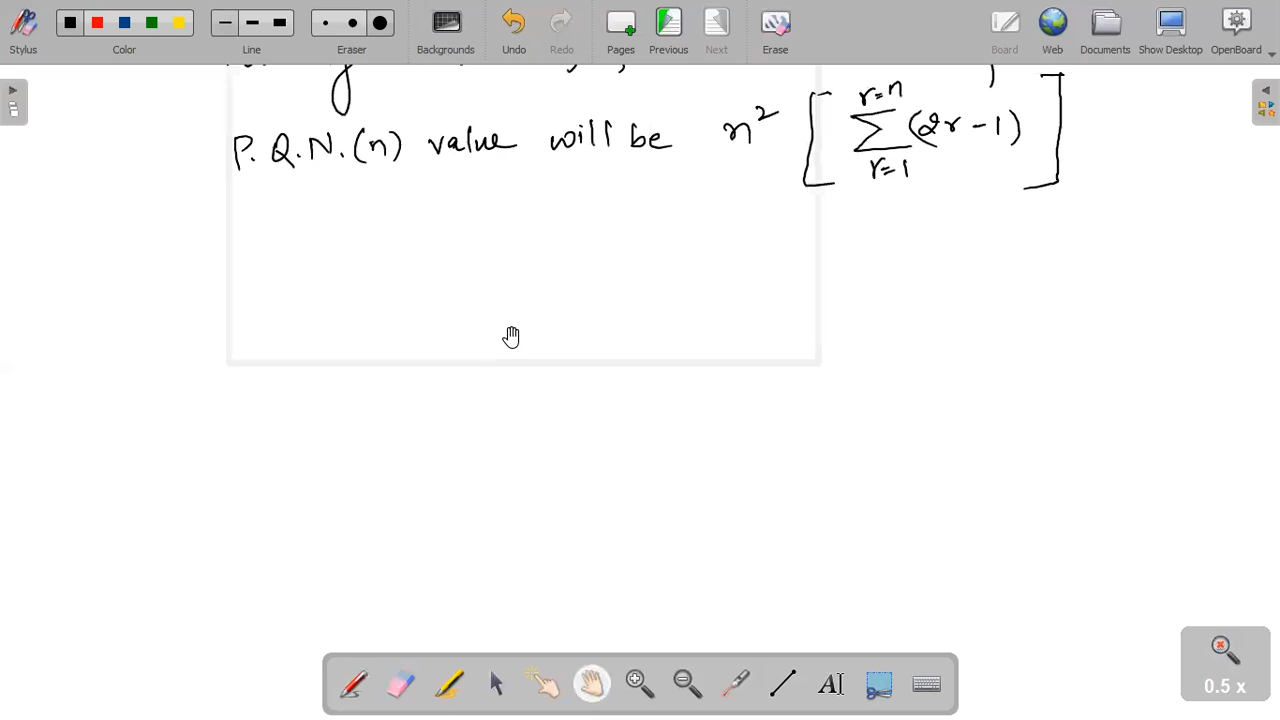 Stylus Color Line Eraser Backgrounds Undo Redo Pages Previous Next Erase Board Web Documents Show Desktop OpenBoard
P.Q.N.(n) value will be n² [ ∑ (2r-1) ]
r=n
r=1
0.5 x